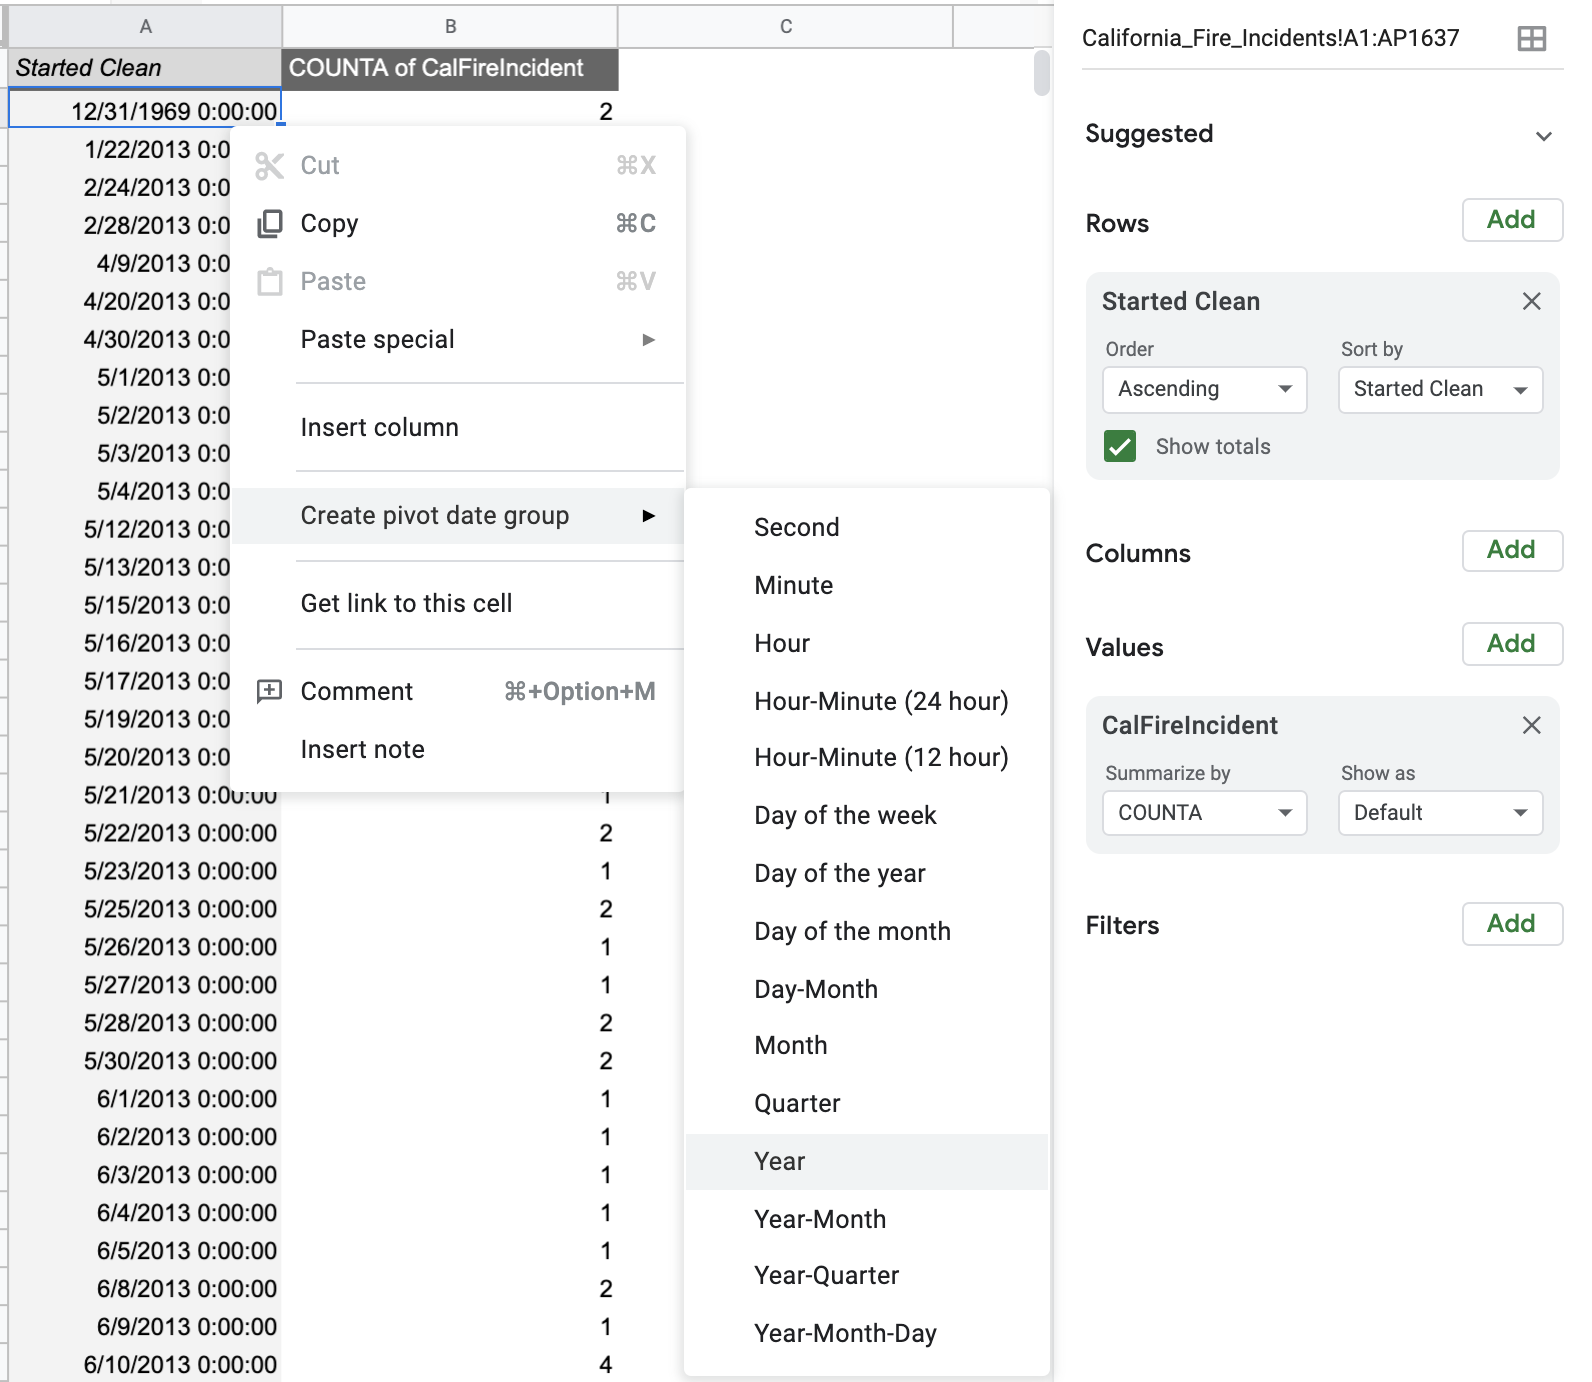 A B C
Started Clean COUNTA of CalFireIncident
12/31/1969 0:00:00 2
1/22/2013 0:0
2/24/2013 0:0
2/28/2013 0:0
4/9/2013 0:0
4/20/2013 0:0
4/30/2013 0:0
5/1/2013 0:0
5/2/2013 0:0
5/3/2013 0:0
5/4/2013 0:0
5/12/2013 0:0
5/13/2013 0:0
5/15/2013 0:0
5/16/2013 0:0
5/17/2013 0:0
5/19/2013 0:0
5/20/2013 0:0
5/21/2013 0:00:00 1
5/22/2013 0:00:00 2
5/23/2013 0:00:00 1
5/25/2013 0:00:00 2
5/26/2013 0:00:00 1
5/27/2013 0:00:00 1
5/28/2013 0:00:00 2
5/30/2013 0:00:00 2
6/1/2013 0:00:00 1
6/2/2013 0:00:00 1
6/3/2013 0:00:00 1
6/4/2013 0:00:00 1
6/5/2013 0:00:00 1
6/8/2013 0:00:00 2
6/9/2013 0:00:00 1
6/10/2013 0:00:00 4
Cut ⌘X
Copy ⌘C
Paste ⌘V
Paste special
Insert column
Create pivot date group
Get link to this cell
Comment ⌘+Option+M
Insert note
Second
Minute
Hour
Hour-Minute (24 hour)
Hour-Minute (12 hour)
Day of the week
Day of the year
Day of the month
Day-Month
Month
Quarter
Year
Year-Month
Year-Quarter
Year-Month-Day
California_Fire_Incidents!A1:AP1637
Suggested
Rows Add
Started Clean
Order Sort by
Ascending Started Clean
Show totals
Columns Add
Values Add
CalFireIncident
Summarize by Show as
COUNTA Default
Filters Add